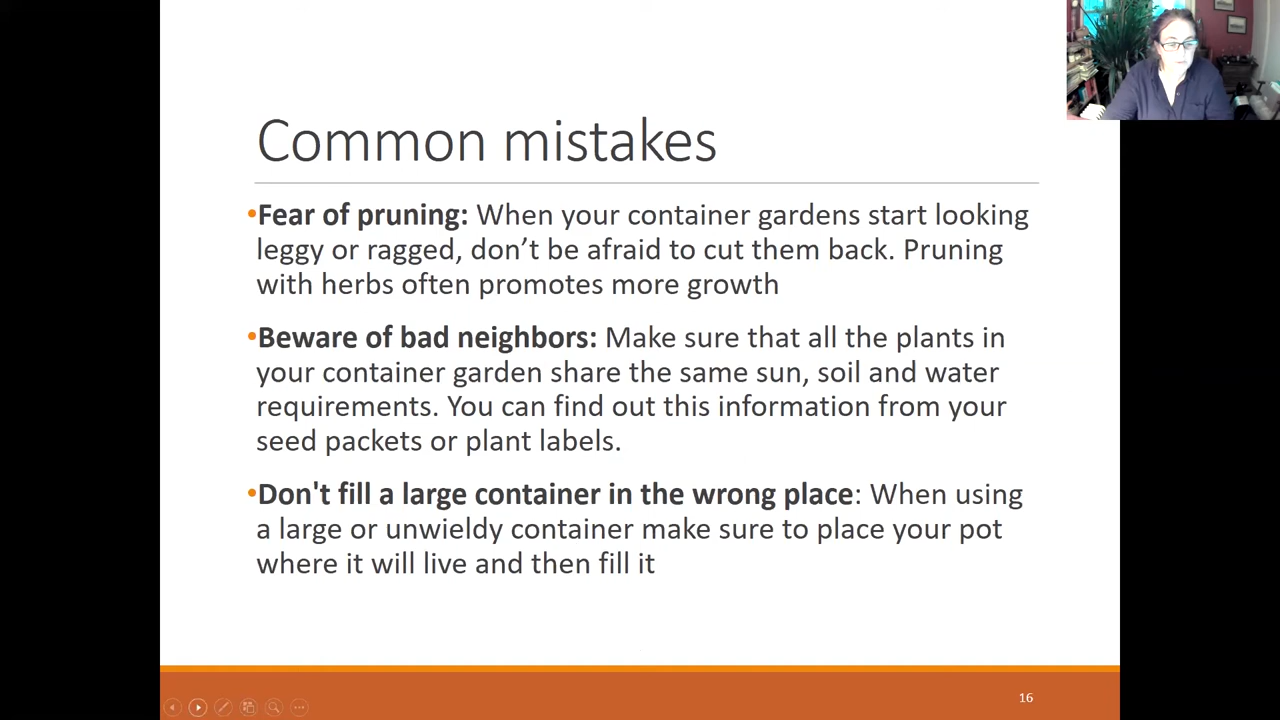 Common mistakes
•Fear of pruning: When your container gardens start looking
leggy or ragged, don’t be afraid to cut them back. Pruning
with herbs often promotes more growth
•Beware of bad neighbors: Make sure that all the plants in
your container garden share the same sun, soil and water
requirements. You can find out this information from your
seed packets or plant labels.
•Don't fill a large container in the wrong place: When using
a large or unwieldy container make sure to place your pot
where it will live and then fill it
16